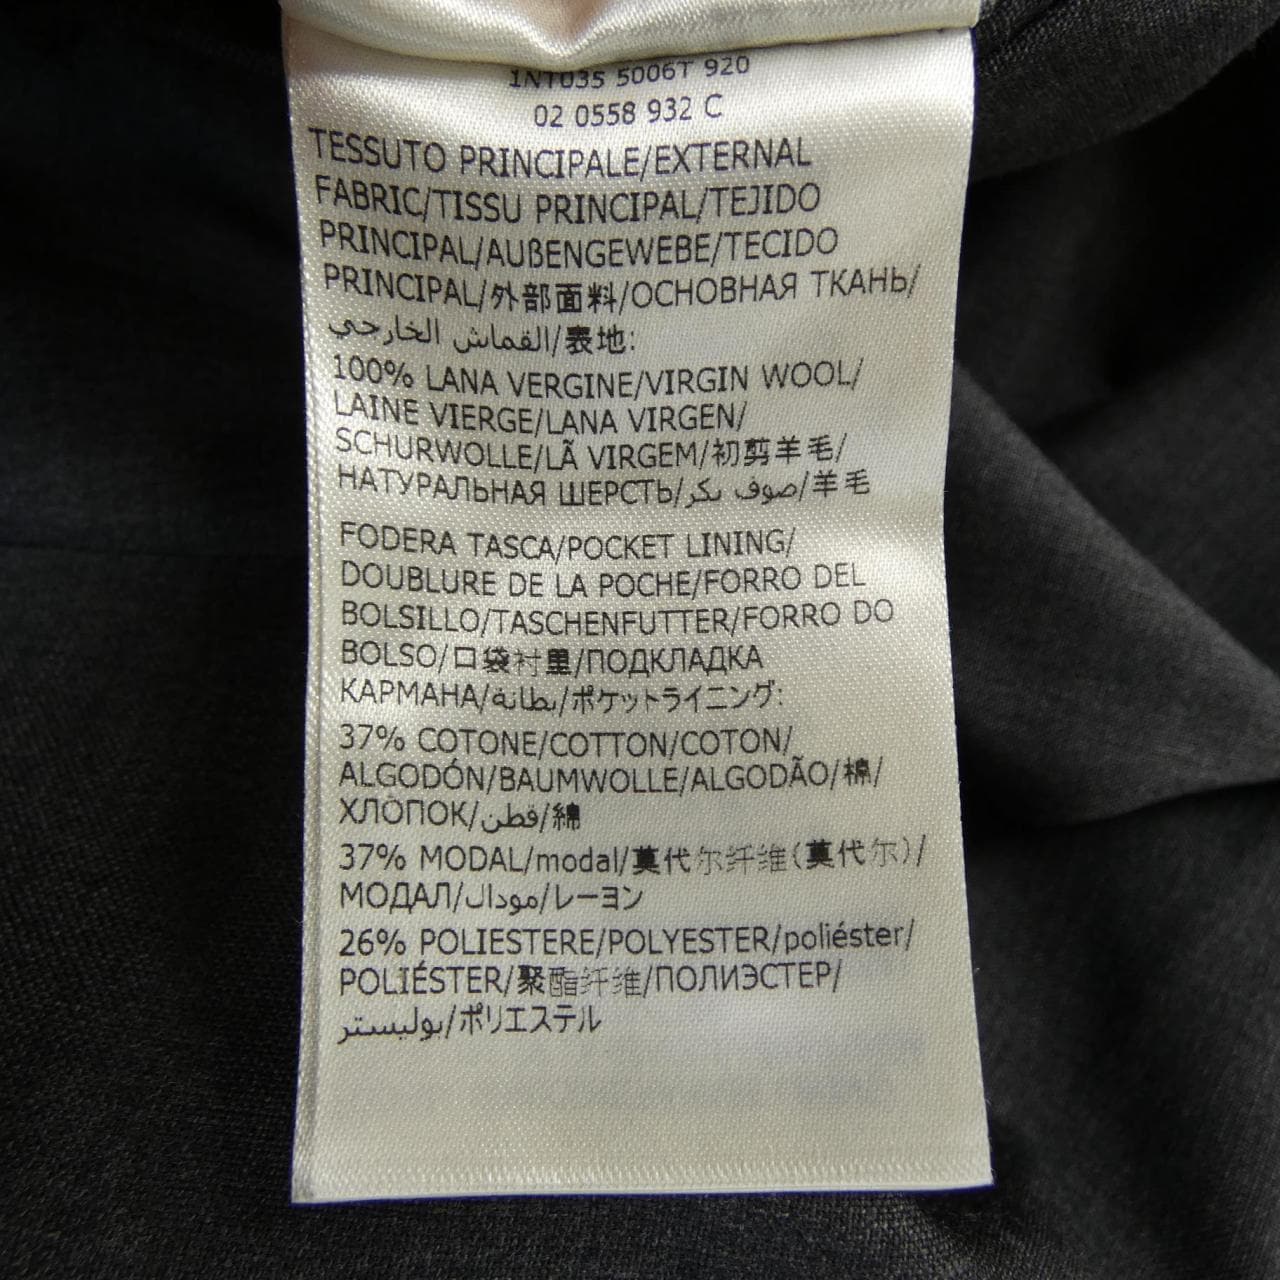 1NT035 5006T 920
02 0558 932 C
TESSUTO PRINCIPALE/EXTERNAL
FABRIC/TISSU PRINCIPAL/TEJIDO
PRINCIPAL/AUßENGEWEBE/TECIDO
PRINCIPAL/外部面料/ОСНОВНАЯ ТКАНЬ/
القماش الخارجي/表地:
100% LANA VERGINE/VIRGIN WOOL/
LAINE VIERGE/LANA VIRGEN/
SCHURWOLLE/LÃ VIRGEM/初剪羊毛/
НАТУРАЛЬНАЯ ШЕРСТЬ/صوف بكر/羊毛
FODERA TASCA/POCKET LINING/
DOUBLURE DE LA POCHE/FORRO DEL
BOLSILLO/TASCHENFUTTER/FORRO DO
BOLSO/口袋衬里/ПОДКЛАДКА
КАРМАНА/بطانة/ポケットライニング:
37% COTONE/COTTON/COTON/
ALGODÓN/BAUMWOLLE/ALGODÃO/棉/
ХЛОПОК/قطن/綿
37% MODAL/modal/莫代尔纤维(莫代尔)/
МОДАЛ/مودال/レーヨン
26% POLIESTERE/POLYESTER/poliéster/
POLIÉSTER/聚酯纤维/ПОЛИЭСТЕР/
بوليستر/ポリエステル